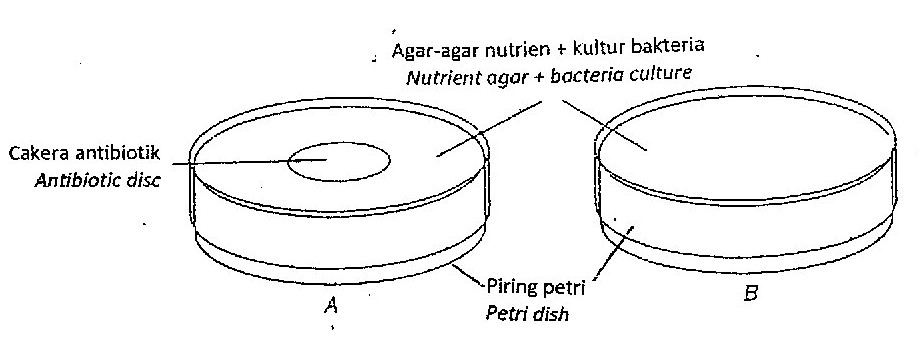 Agar-agar nutrien + kultur bakteria
Nutrient agar + bacteria culture
Cakera antibiotik
Antibiotic disc
Piring petri
Petri dish
A
B